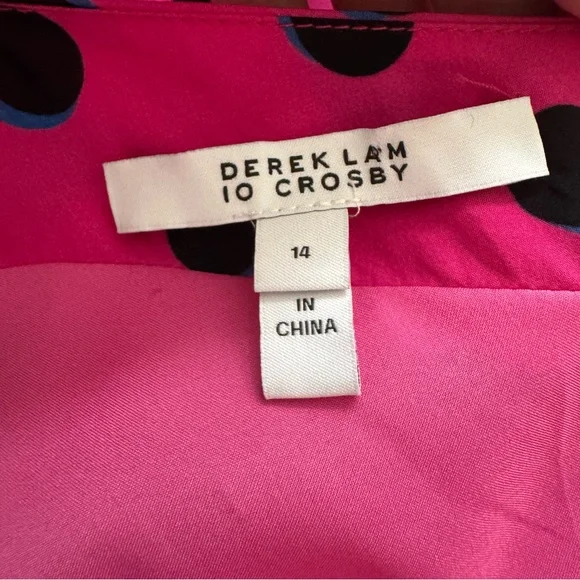 DEREK LAM
10 CROSBY
14
IN
CHINA